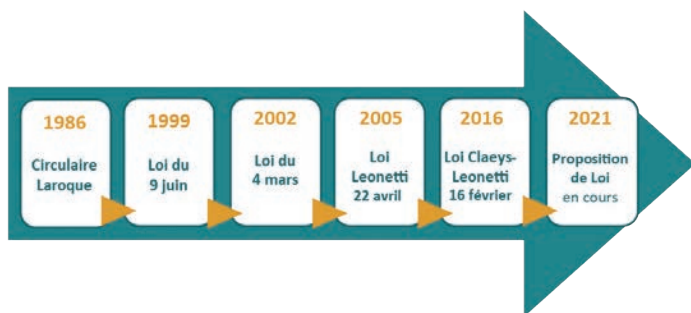 1986
Circulaire
Laroque
1999
Loi du
9 juin
2002
Loi du
4 mars
2005
Loi
Leonetti
22 avril
2016
Loi Claeys-
Leonetti
16 février
2021
Proposition
de Loi
en cours